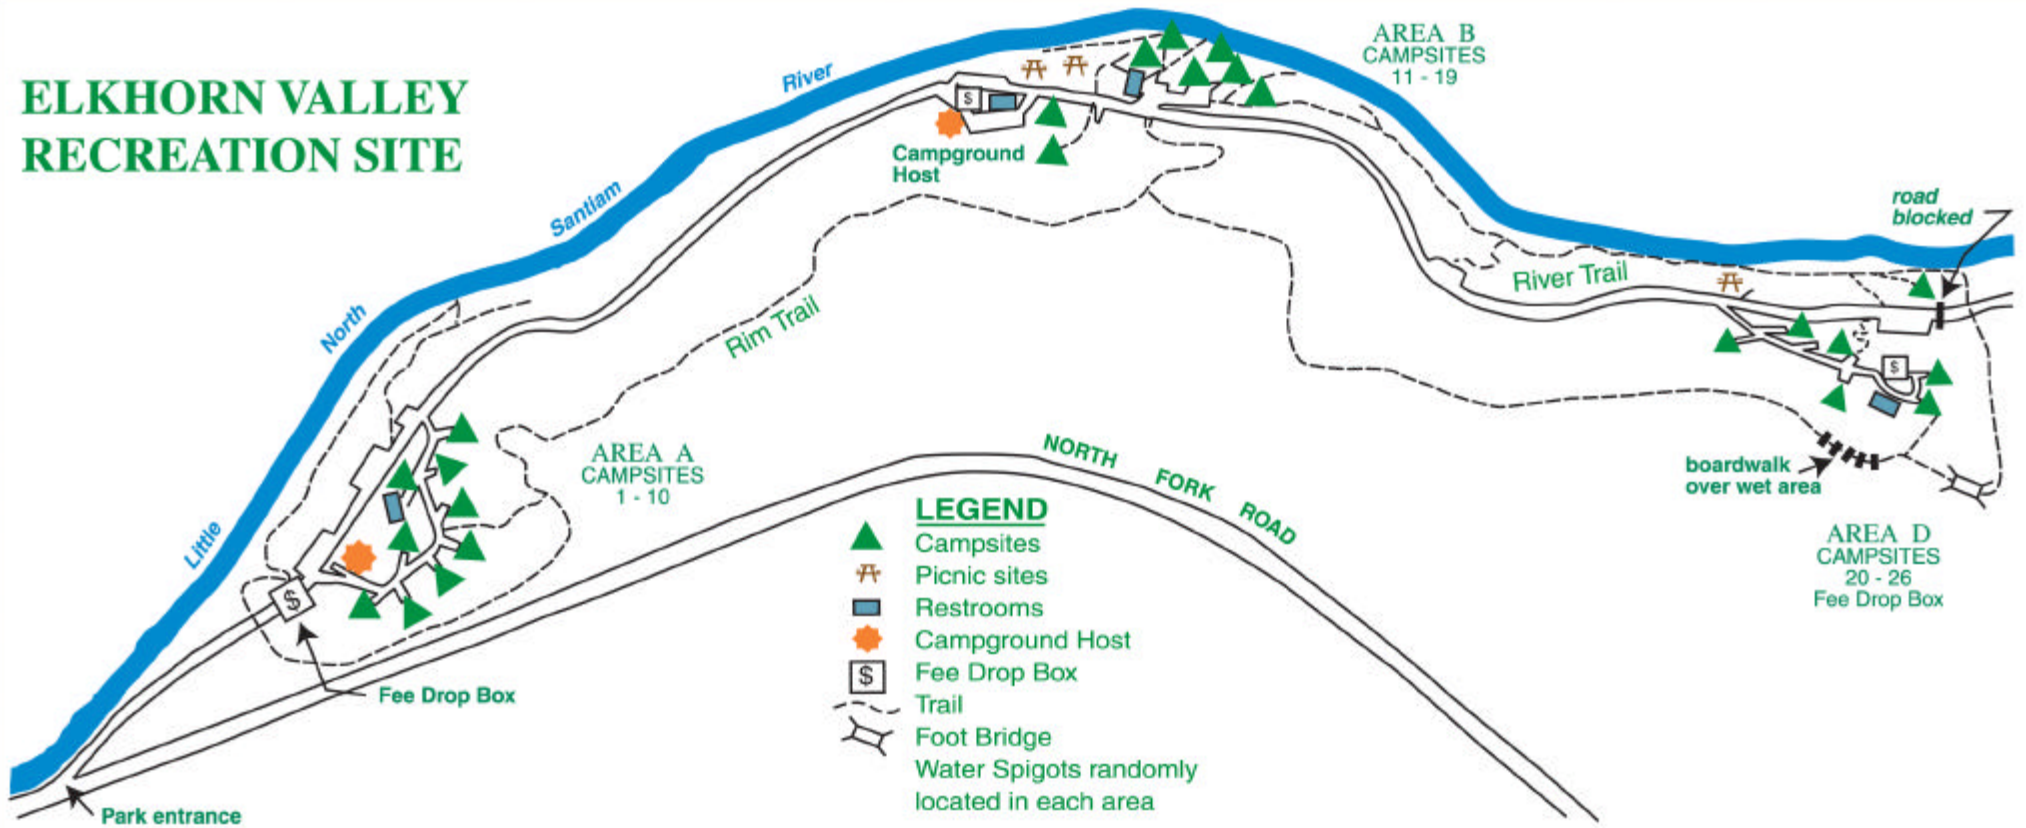 ELKHORN VALLEY
RECREATION SITE
Little
North
Santiam
River
AREA B
CAMPSITES
11 - 19
$
Campground
Host
road
blocked
River Trail
Rim Trail
$
AREA A
CAMPSITES
1 - 10
NORTH FORK ROAD
boardwalk
over wet area
AREA D
CAMPSITES
20 - 26
Fee Drop Box
$
Fee Drop Box
Park entrance
LEGEND
Campsites
Picnic sites
Restrooms
Campground Host
$ Fee Drop Box
Trail
Foot Bridge
Water Spigots randomly
located in each area